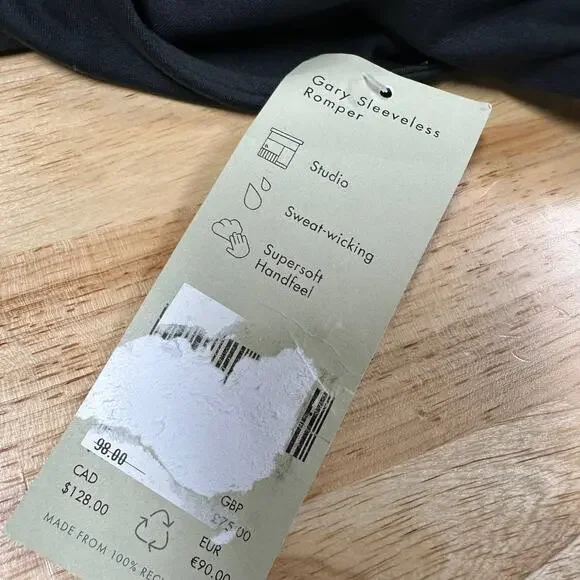 Gary Sleeveless
Romper
Studio
Sweat-wicking
Supersoft
Handfeel
98.00
CAD
$128.00
GBP
£75.00
EUR
€90.00
MADE FROM 100%